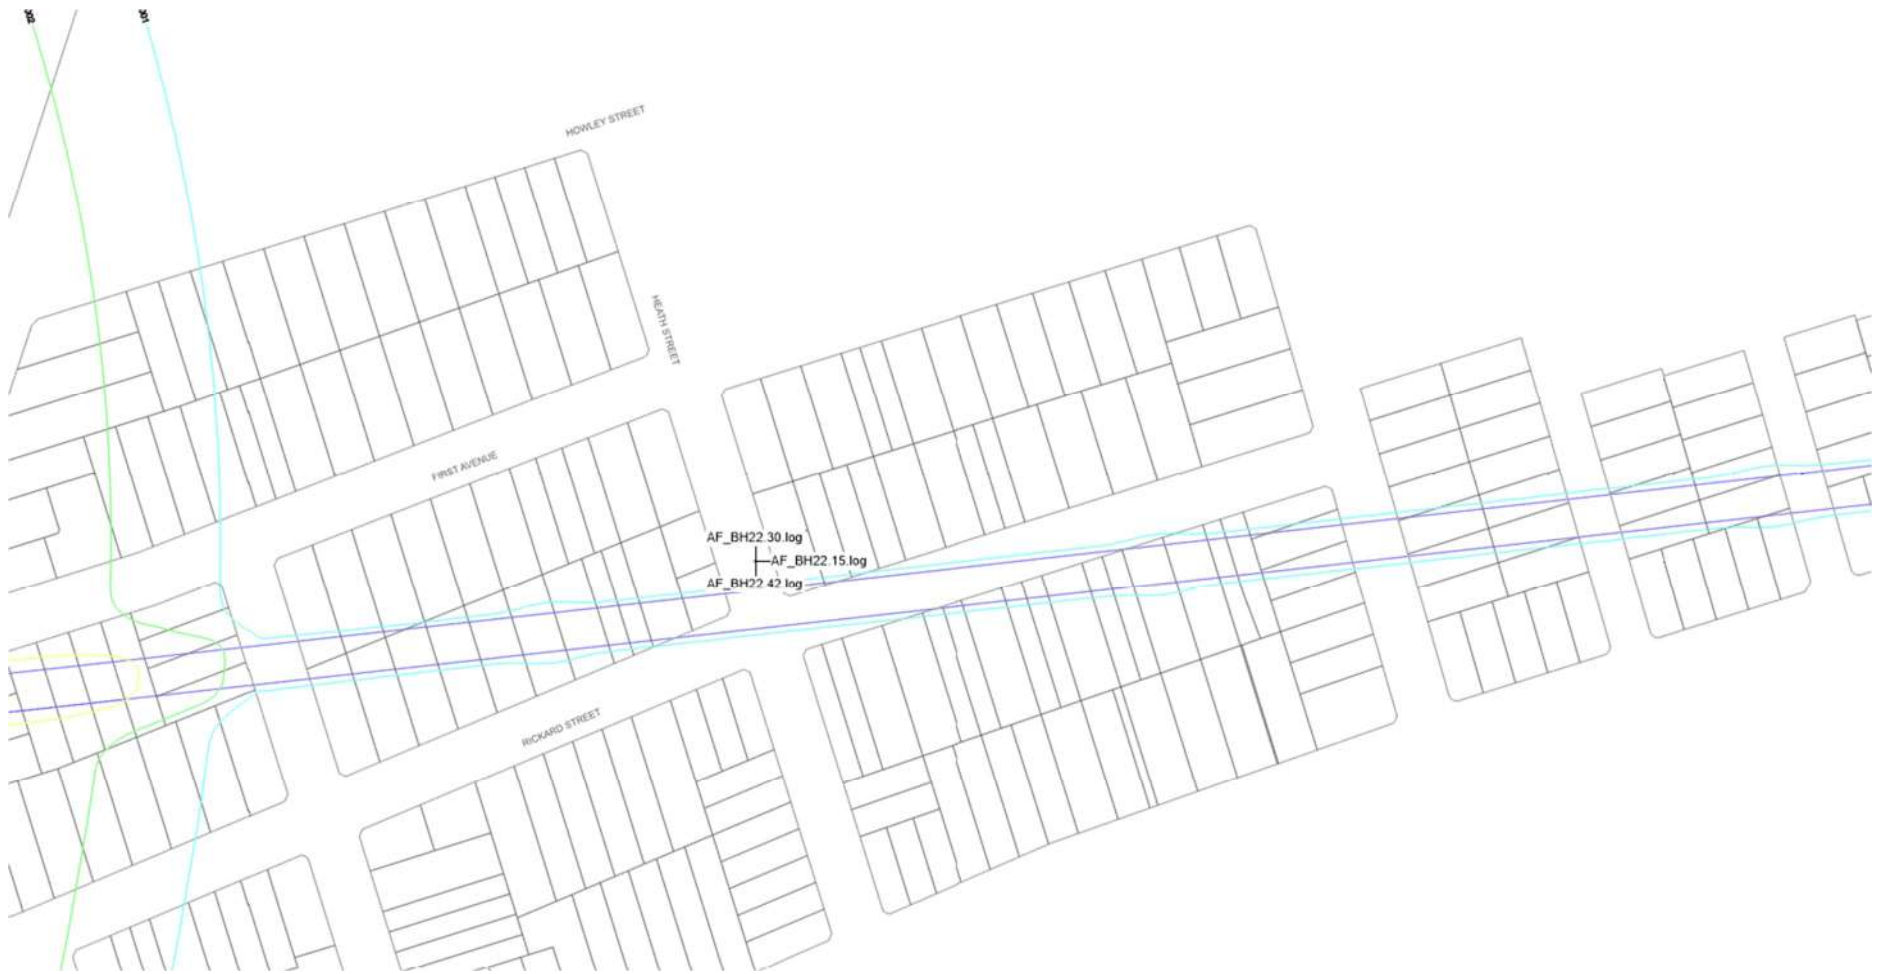 HOWLEY STREET
HEATH STREET
FIRST AVENUE
AF_BH22.30.log
AF_BH22.15.log
AF_BH22.42.log
RICKARD STREET